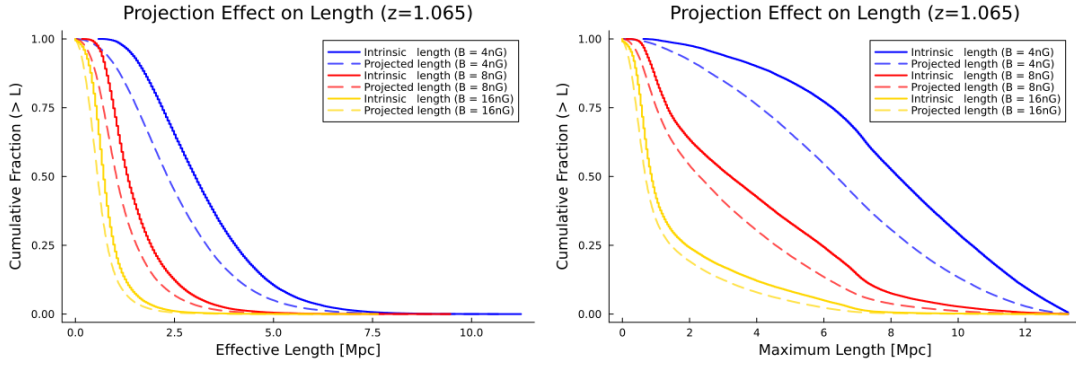 Projection Effect on Length (z=1.065)
Cumulative Fraction (> L)
1.00
0.75
0.50
0.25
0.00
Intrinsic length (B = 4nG)
Projected length (B = 4nG)
Intrinsic length (B = 8nG)
Projected length (B = 8nG)
Intrinsic length (B = 16nG)
Projected length (B = 16nG)
0.0 2.5 5.0 7.5 10.0
Effective Length [Mpc]
Projection Effect on Length (z=1.065)
Cumulative Fraction (> L)
1.00
0.75
0.50
0.25
0.00
Intrinsic length (B = 4nG)
Projected length (B = 4nG)
Intrinsic length (B = 8nG)
Projected length (B = 8nG)
Intrinsic length (B = 16nG)
Projected length (B = 16nG)
0 2 4 6 8 10 12
Maximum Length [Mpc]